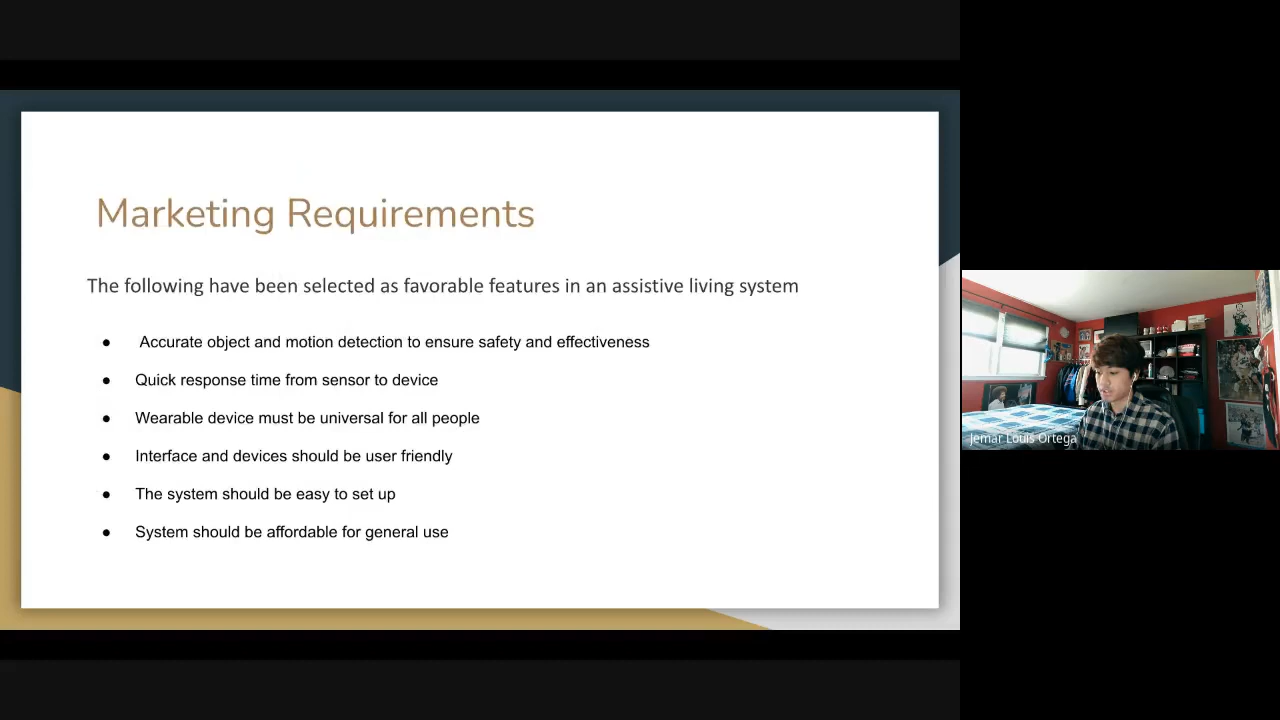 Marketing Requirements
The following have been selected as favorable features in an assistive living system
● Accurate object and motion detection to ensure safety and effectiveness
● Quick response time from sensor to device
● Wearable device must be universal for all people
● Interface and devices should be user friendly
● The system should be easy to set up
● System should be affordable for general use
Jemar Louis Ortega